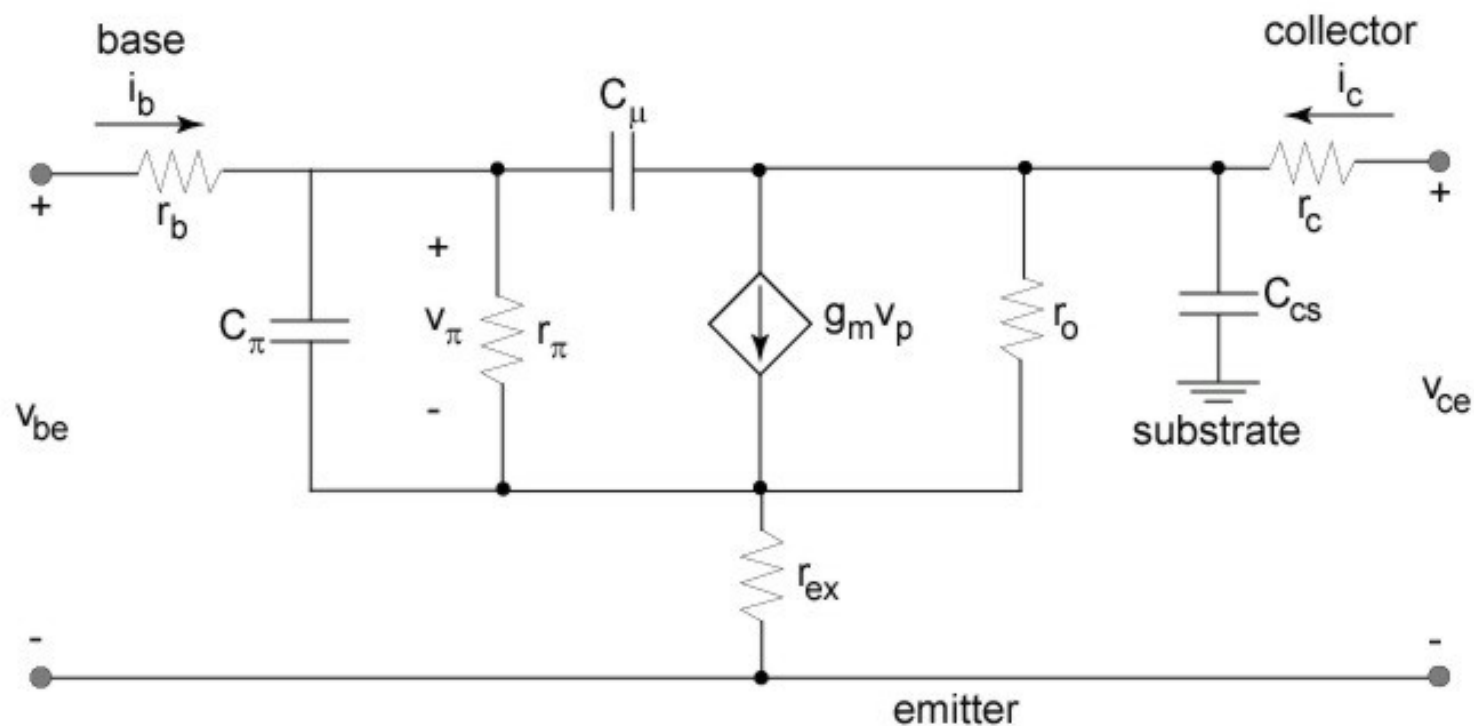 base
collector
i_b
i_c
C_μ
+
r_b
+
r_c
+
v_π
-
C_π
r_π
g_m v_p
r_o
C_cs
v_be
v_ce
substrate
r_ex
-
-
emitter